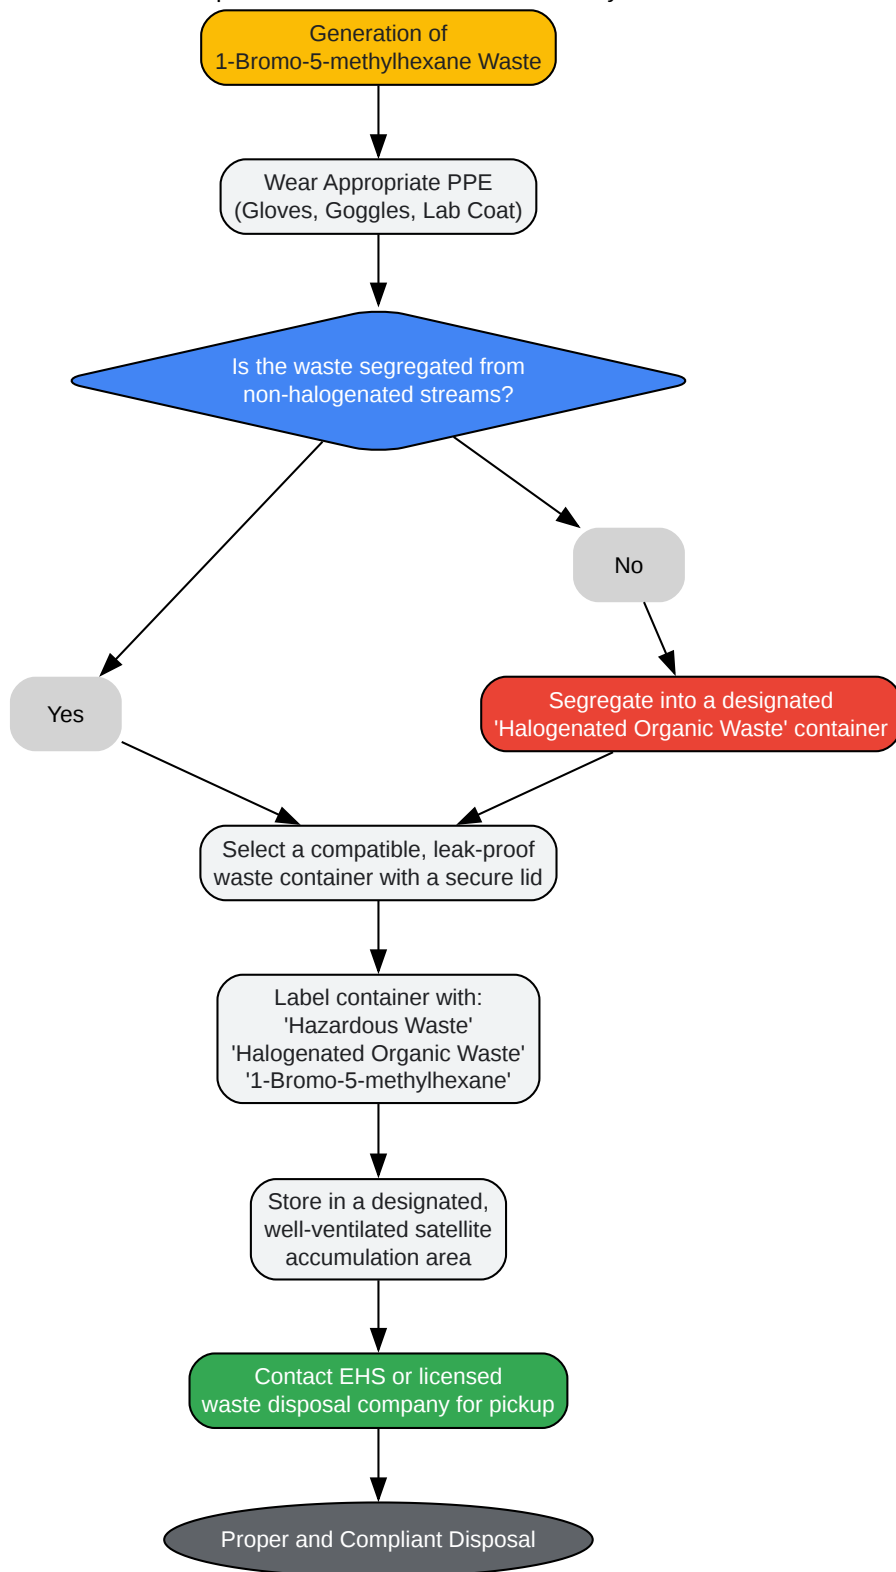 Generation of
1-Bromo-5-methylhexane Waste
Wear Appropriate PPE
(Gloves, Goggles, Lab Coat)
Is the waste segregated from
non-halogenated streams?
No
Yes
Segregate into a designated
'Halogenated Organic Waste' container
Select a compatible, leak-proof
waste container with a secure lid
Label container with:
'Hazardous Waste'
'Halogenated Organic Waste'
'1-Bromo-5-methylhexane'
Store in a designated,
well-ventilated satellite
accumulation area
Contact EHS or licensed
waste disposal company for pickup
Proper and Compliant Disposal